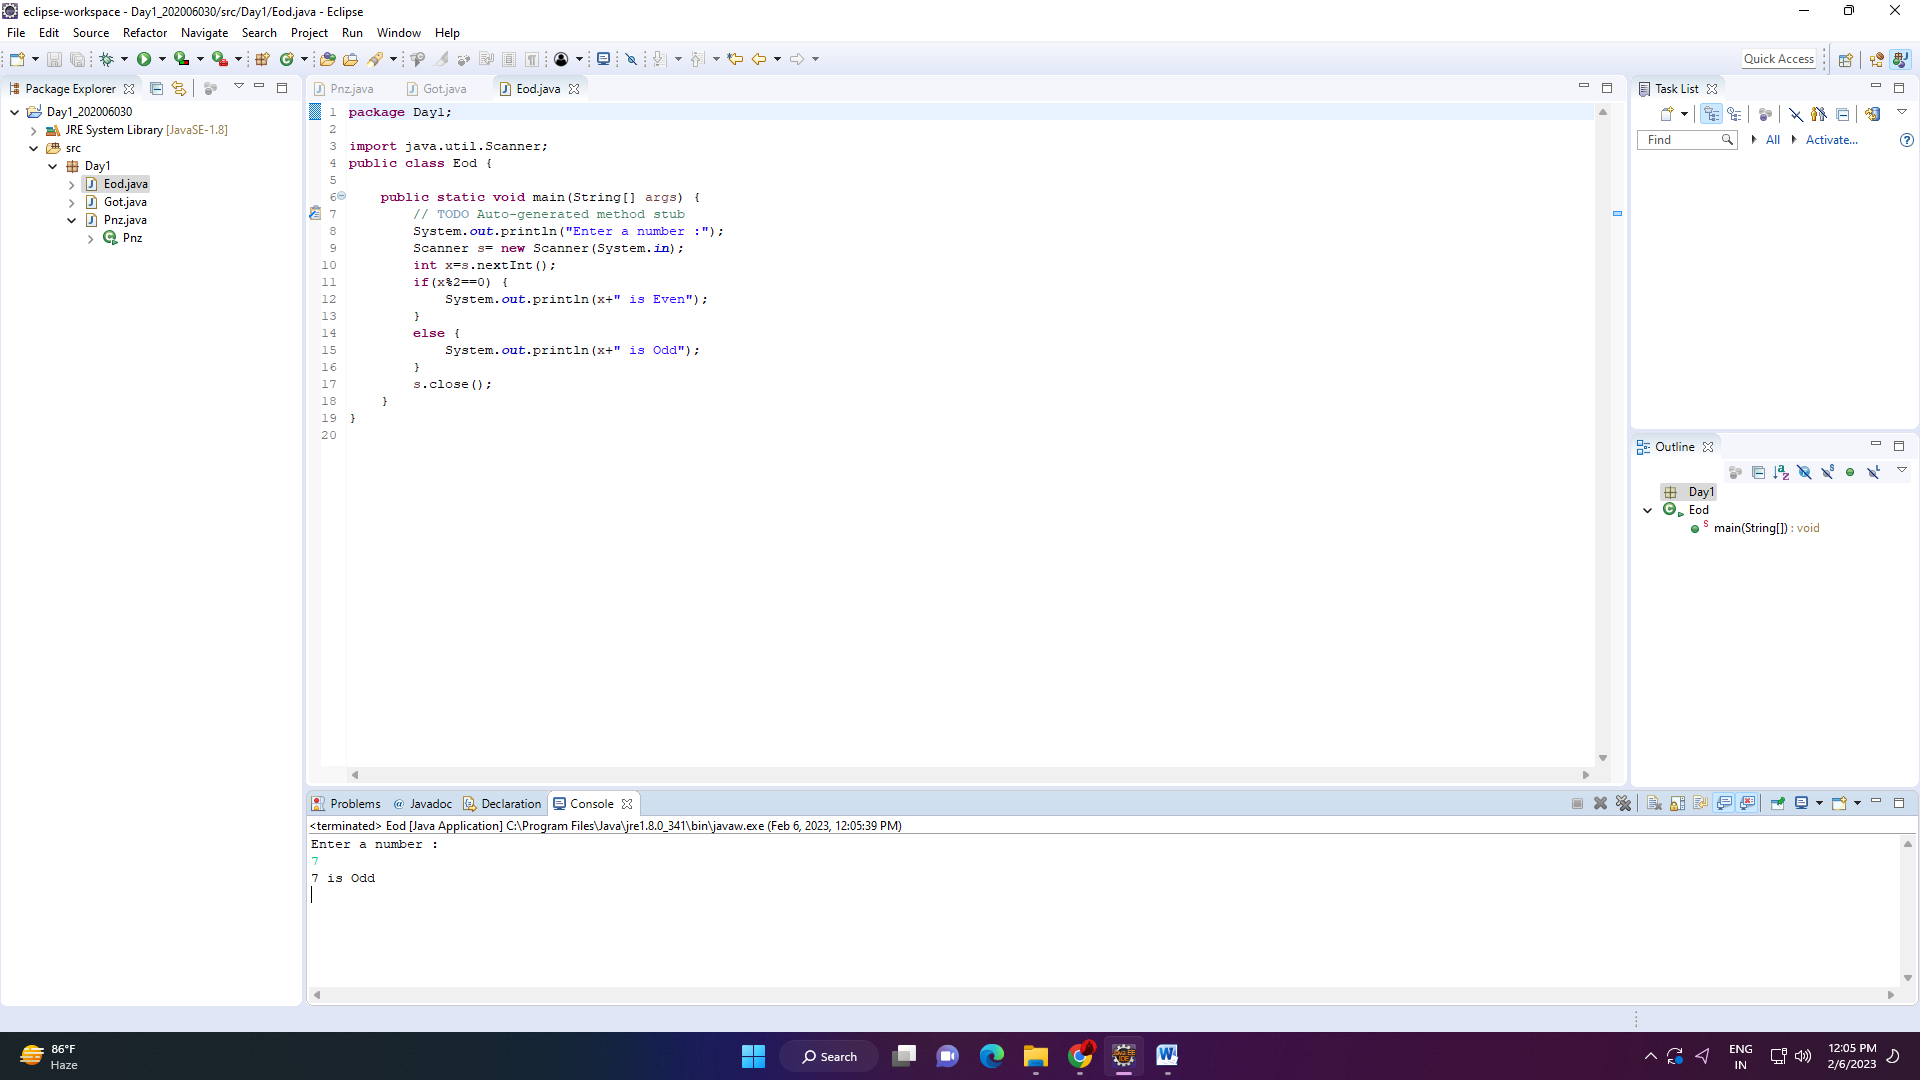 eclipse-workspace - Day1_202006030/src/Day1/Eod.java - Eclipse
File Edit Source Refactor Navigate Search Project Run Window Help
Quick Access
Package Explorer
Day1_202006030
JRE System Library [JavaSE-1.8]
src
Day1
Eod.java
Got.java
Pnz.java
Pnz
Pnz.java Got.java Eod.java
1 package Day1;
2
3 import java.util.Scanner;
4 public class Eod {
5
6     public static void main(String[] args) {
7         // TODO Auto-generated method stub
8         System.out.println("Enter a number :");
9         Scanner s= new Scanner(System.in);
10         int x=s.nextInt();
11         if(x%2==0) {
12             System.out.println(x+" is Even");
13         }
14         else {
15             System.out.println(x+" is Odd");
16         }
17         s.close();
18     }
19 }
20
Task List
Find All Activate...
Outline
Day1
Eod
main(String[]) : void
Problems @ Javadoc Declaration Console
<terminated> Eod [Java Application] C:\Program Files\Java\jre1.8.0_341\bin\javaw.exe (Feb 6, 2023, 12:05:39 PM)
Enter a number :
7
7 is Odd
86°F
Haze
Search
ENG
IN
12:05 PM
2/6/2023